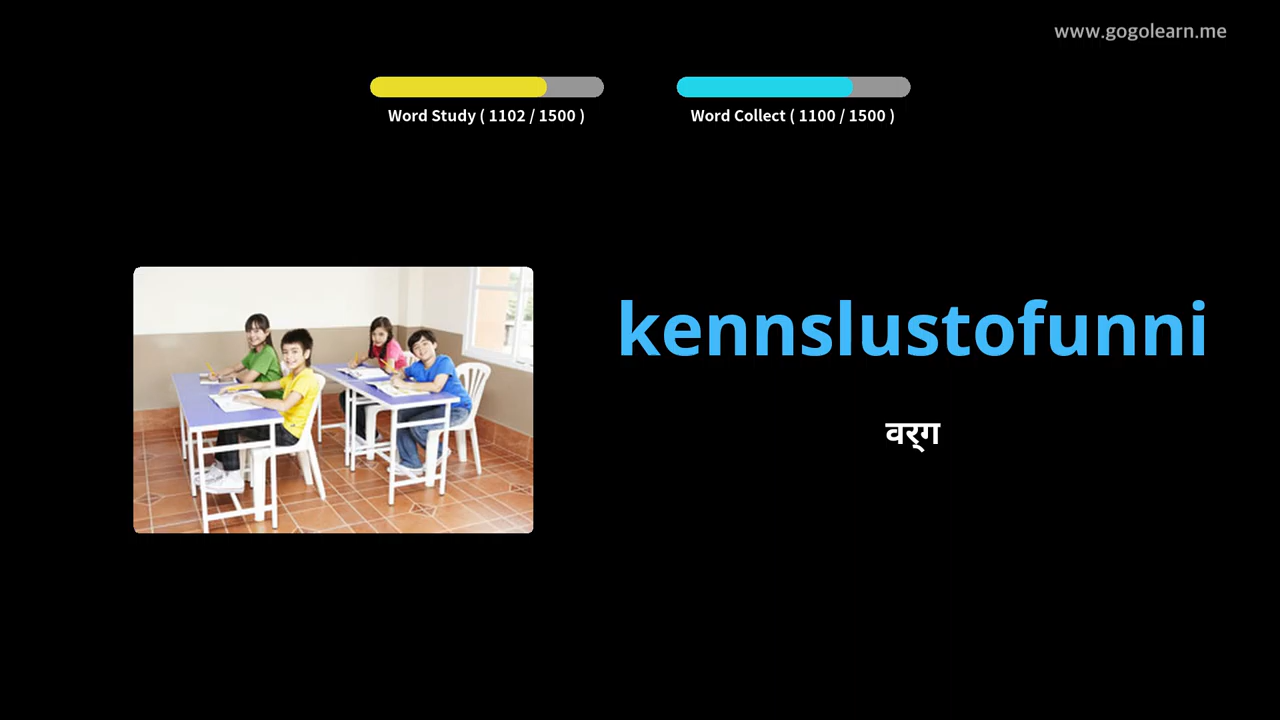 www.gogolearn.me
Word Study ( 1102 / 1500 )
Word Collect ( 1100 / 1500 )
kennslustofunni
वर्ग